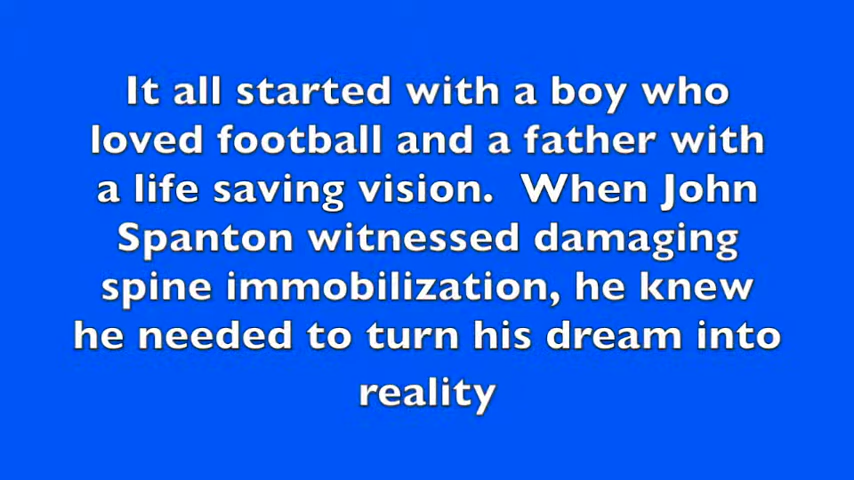 It all started with a boy who
loved football and a father with
a life saving vision.  When John
Spanton witnessed damaging
spine immobilization, he knew
he needed to turn his dream into
reality